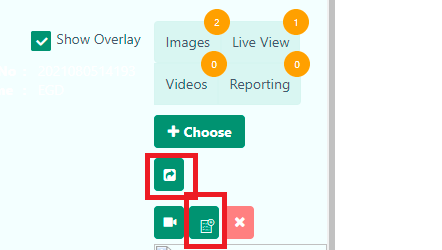 2 1
Show Overlay Images Live View
0 0
Videos Reporting
Choose